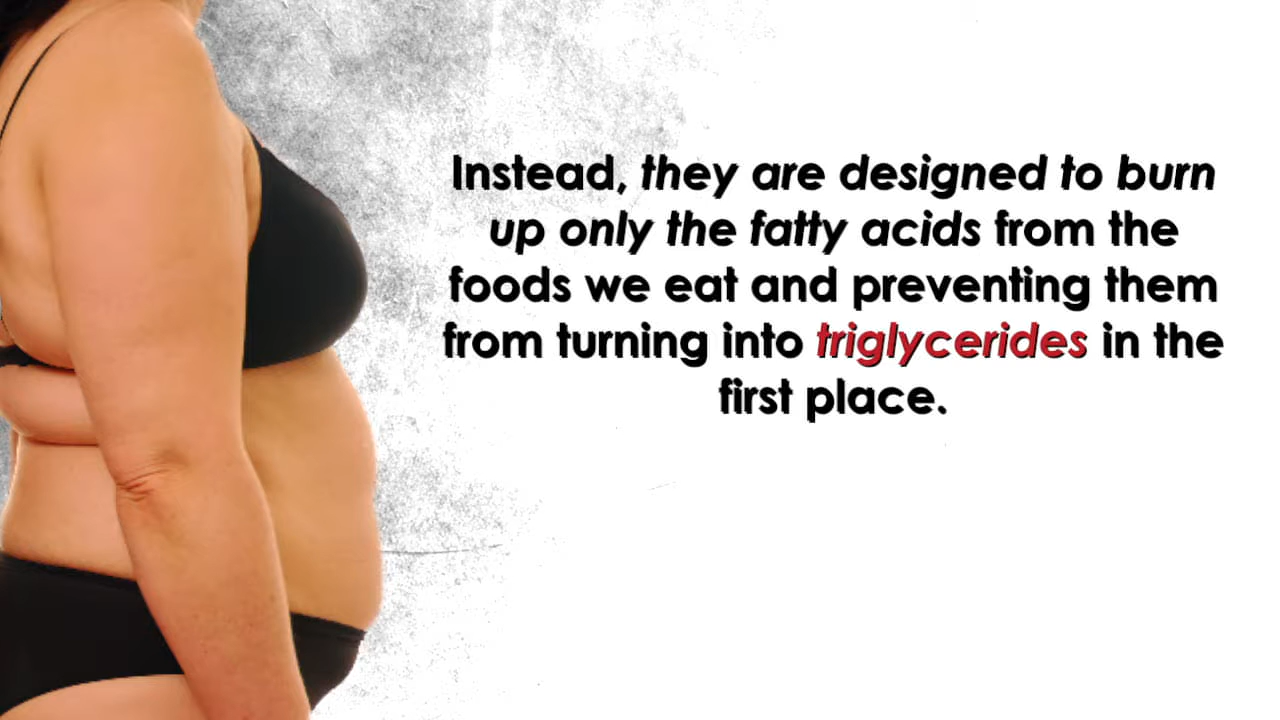 Instead, they are designed to burn
up only the fatty acids from the
foods we eat and preventing them
from turning into triglycerides in the
first place.